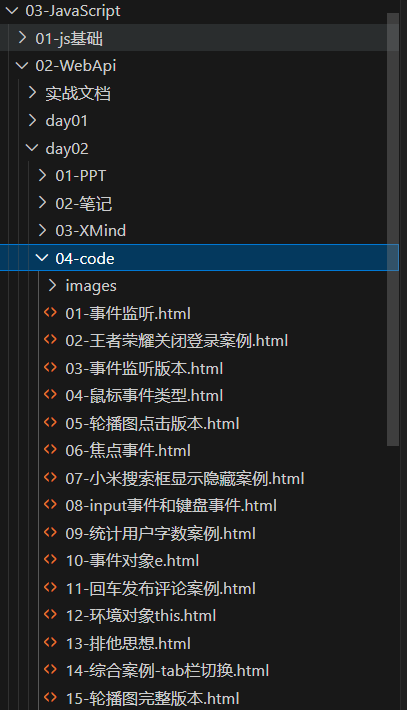 03-JavaScript
01-js基础
02-WebApi
实战文档
day01
day02
01-PPT
02-笔记
03-XMind
04-code
images
01-事件监听.html
02-王者荣耀关闭登录案例.html
03-事件监听版本.html
04-鼠标事件类型.html
05-轮播图点击版本.html
06-焦点事件.html
07-小米搜索框显示隐藏案例.html
08-input事件和键盘事件.html
09-统计用户字数案例.html
10-事件对象e.html
11-回车发布评论案例.html
12-环境对象this.html
13-排他思想.html
14-综合案例-tab栏切换.html
15-轮播图完整版本.html